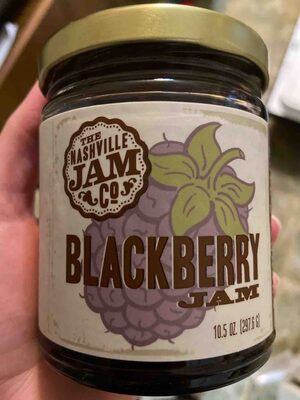 THE
NASHVILLE
JAM
Co
BLACKBERRY
JAM
10.5 oz. (297.6 G)